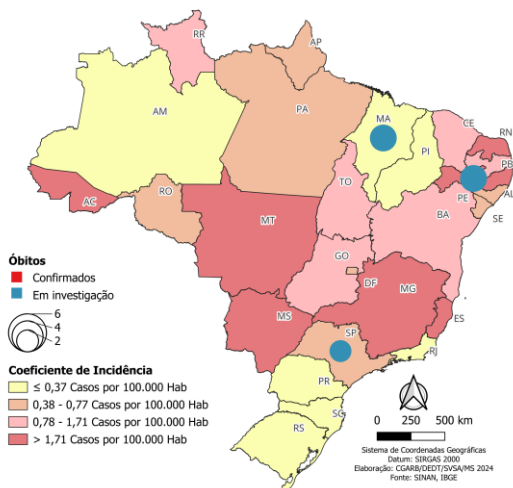 RR
AP
AM
PA
MA
CE
RN
PI
PB
PE
AL
SE
AC
RO
TO
MT
BA
GO
DF
MG
MS
ES
SP
RJ
PR
SC
RS
Óbitos
Confirmados
Em investigação
6
4
2
Coeficiente de Incidência
≤ 0,37 Casos por 100.000 Hab
0,38 - 0,77 Casos por 100.000 Hab
0,78 - 1,71 Casos por 100.000 Hab
> 1,71 Casos por 100.000 Hab
0 250 500 km
Sistema de Coordenadas Geográficas
Datum: SIRGAS 2000
Elaboração: CGARB/DEDT/SVSA/MS 2024
Fonte: SINAN, IBGE